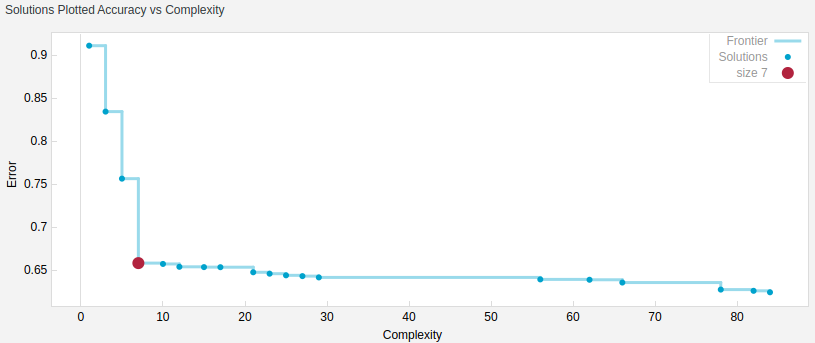 Solutions Plotted Accuracy vs Complexity
Frontier
Solutions
size 7
0.9
0.85
0.8
0.75
0.7
0.65
Error
0 10 20 30 40 50 60 70 80
Complexity